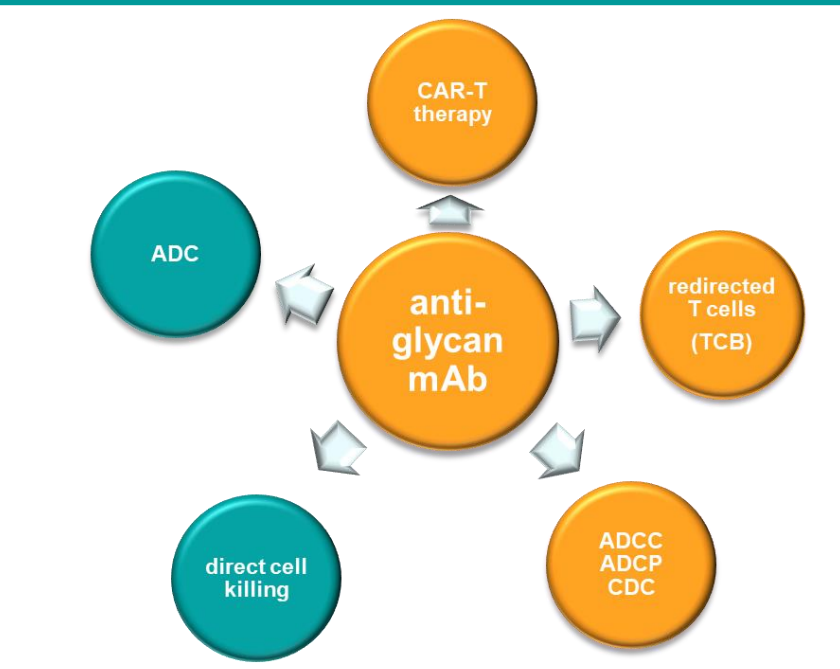 CAR-T
therapy
ADC
anti-
glycan
mAb
redirected
T cells
(TCB)
direct cell
killing
ADCC
ADCP
CDC